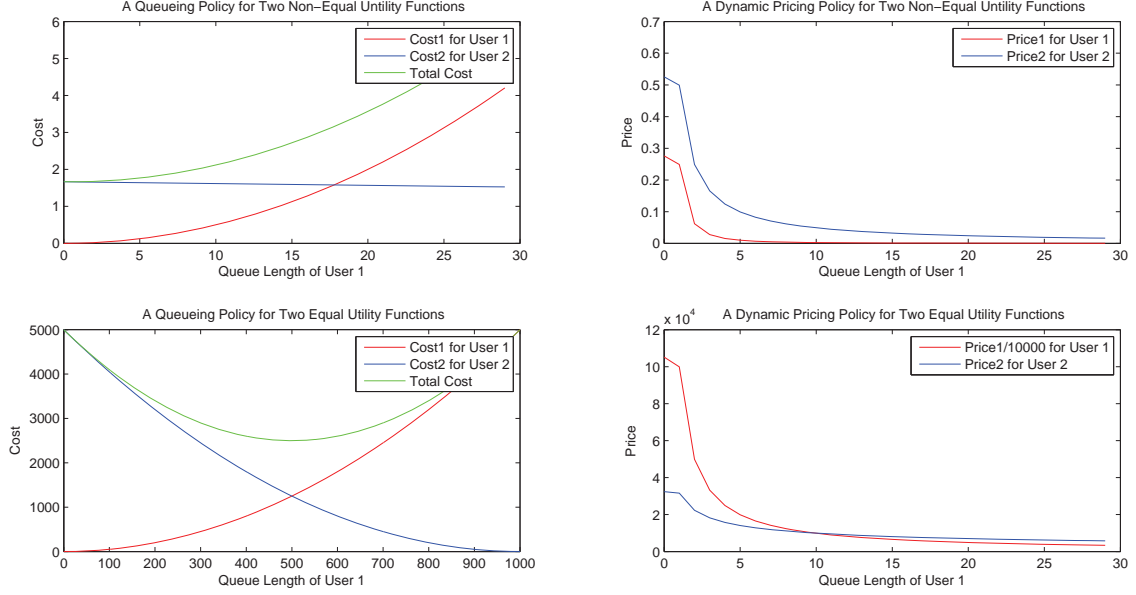 A Queueing Policy for Two Non−Equal Untility Functions
6
5
4
3
2
1
0
Cost
Cost1 for User 1
Cost2 for User 2
Total Cost
0 5 10 15 20 25 30
Queue Length of User 1
A Dynamic Pricing Policy for Two Non−Equal Untility Functions
0.7
0.6
0.5
0.4
0.3
0.2
0.1
0
Price
Price1 for User 1
Price2 for User 2
0 5 10 15 20 25 30
Queue Length of User 1
A Queueing Policy for Two Equal Utility Functions
5000
4000
3000
2000
1000
0
Cost
Cost1 for User 1
Cost2 for User 2
Total Cost
0 100 200 300 400 500 600 700 800 900 1000
Queue Length of User 1
A Dynamic Pricing Policy for Two Equal Utility Functions
x 10^4
12
10
8
6
4
2
0
Price
Price1/10000 for User 1
Price2 for User 2
0 5 10 15 20 25 30
Queue Length of User 1